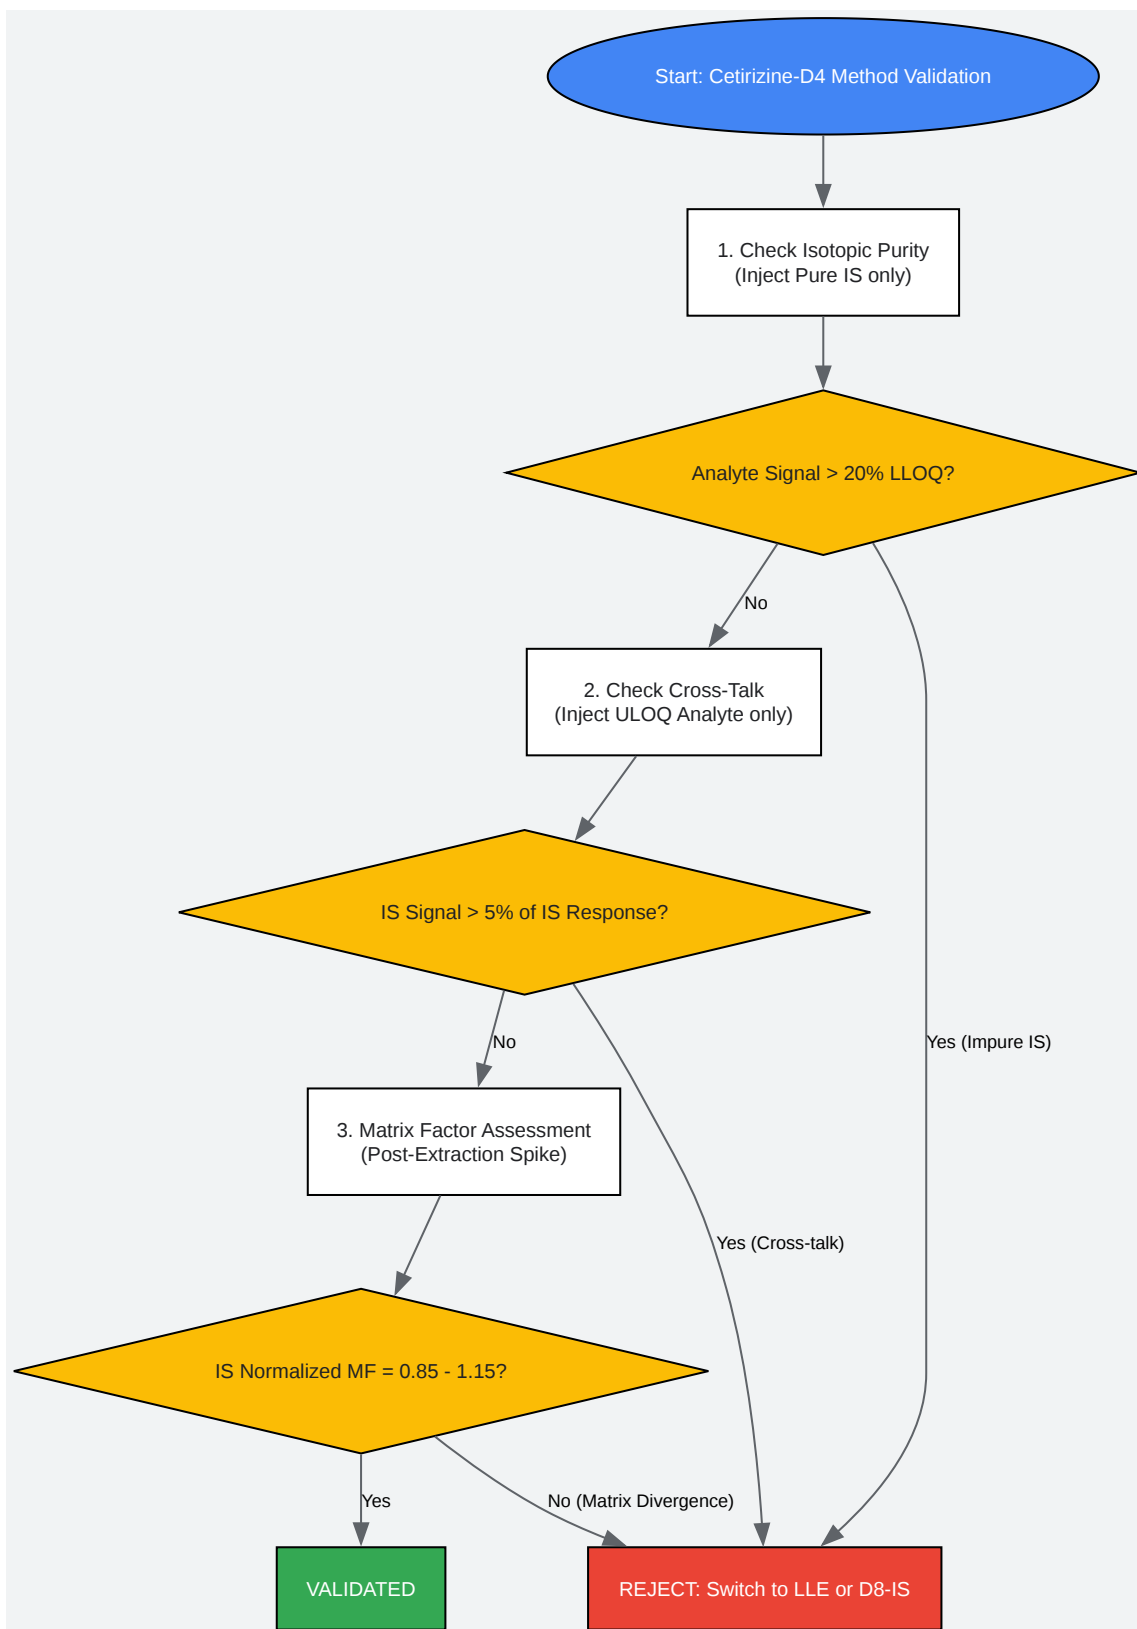 Start: Cetirizine-D4 Method Validation
1. Check Isotopic Purity
(Inject Pure IS only)
Analyte Signal > 20% LLOQ?
No
2. Check Cross-Talk
(Inject ULOQ Analyte only)
IS Signal > 5% of IS Response?
No
Yes (Impure IS)
3. Matrix Factor Assessment
(Post-Extraction Spike)
Yes (Cross-talk)
IS Normalized MF = 0.85 - 1.15?
Yes
No (Matrix Divergence)
VALIDATED
REJECT: Switch to LLE or D8-IS